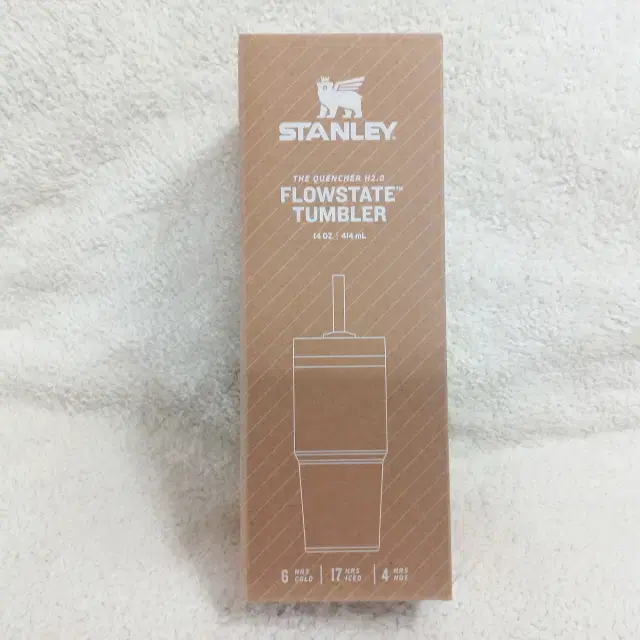 STANLEY
THE QUENCHER H2.0
FLOWSTATE™
TUMBLER
14 OZ. | 414 mL
6 HRS COLD | 17 HRS ICED | 4 HRS HOT